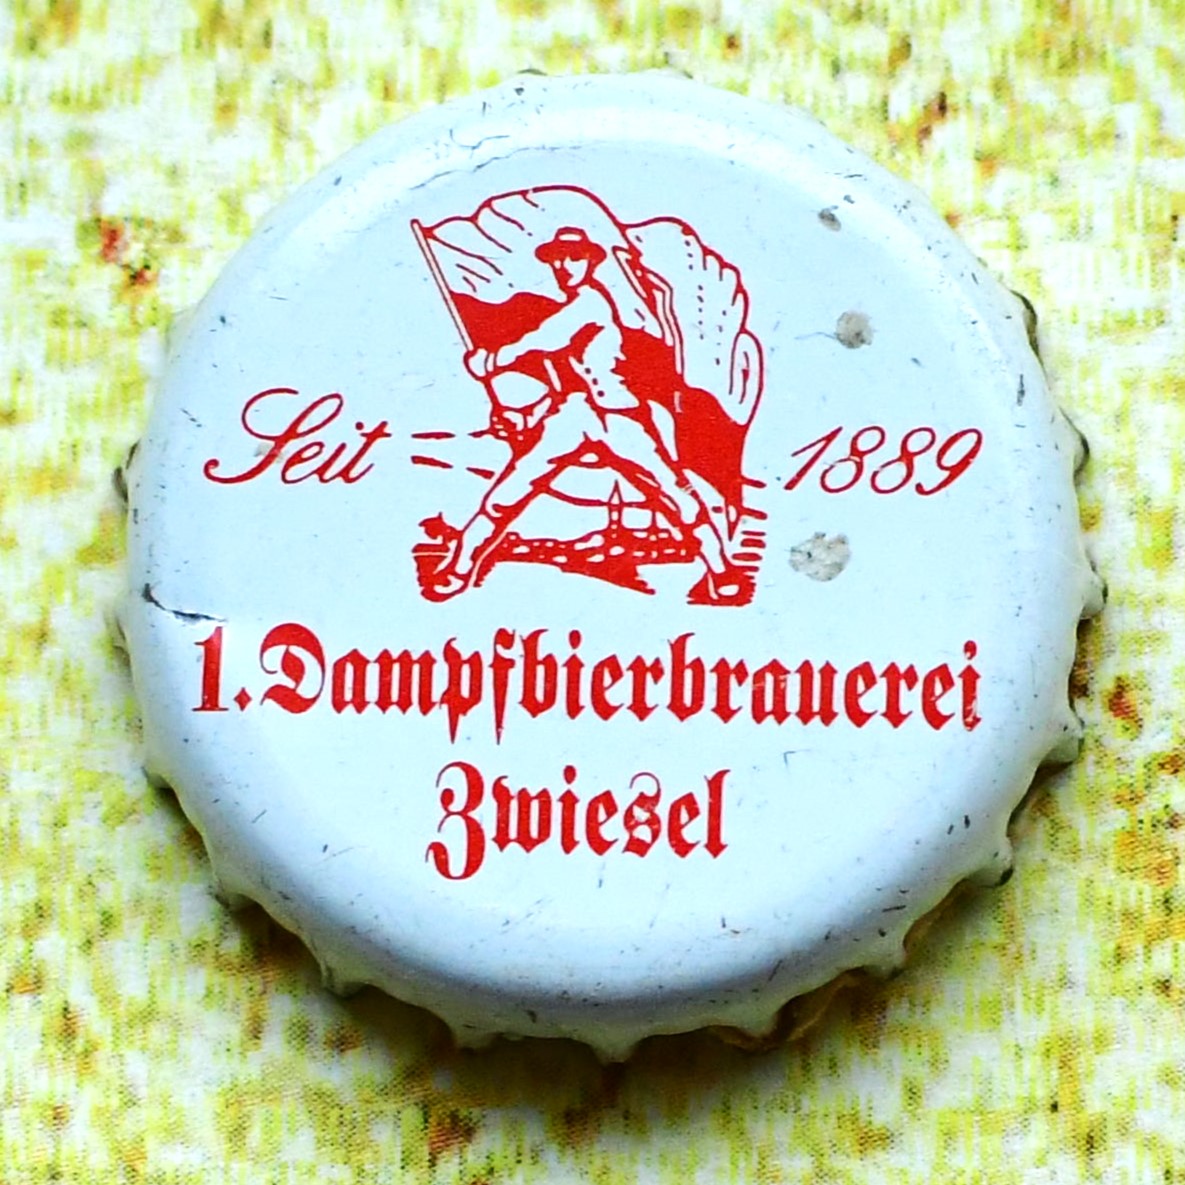 Seit 1889
1. Dampfbierbrauerei
Zwiesel